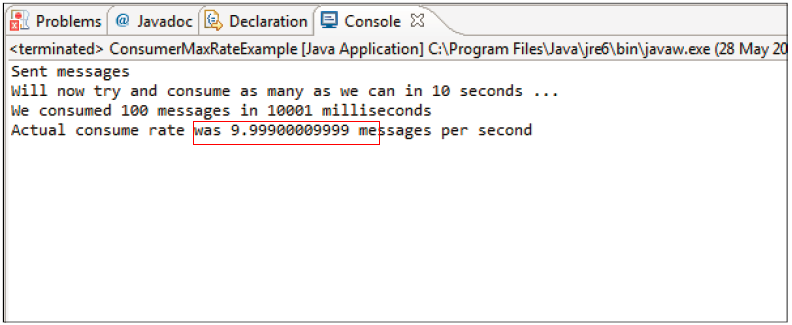 Problems @ Javadoc Declaration Console
<terminated> ConsumerMaxRateExample [Java Application] C:\Program Files\Java\jre6\bin\javaw.exe (28 May 20
Sent messages
Will now try and consume as many as we can in 10 seconds ...
We consumed 100 messages in 10001 milliseconds
Actual consume rate was 9.99900009999 messages per second